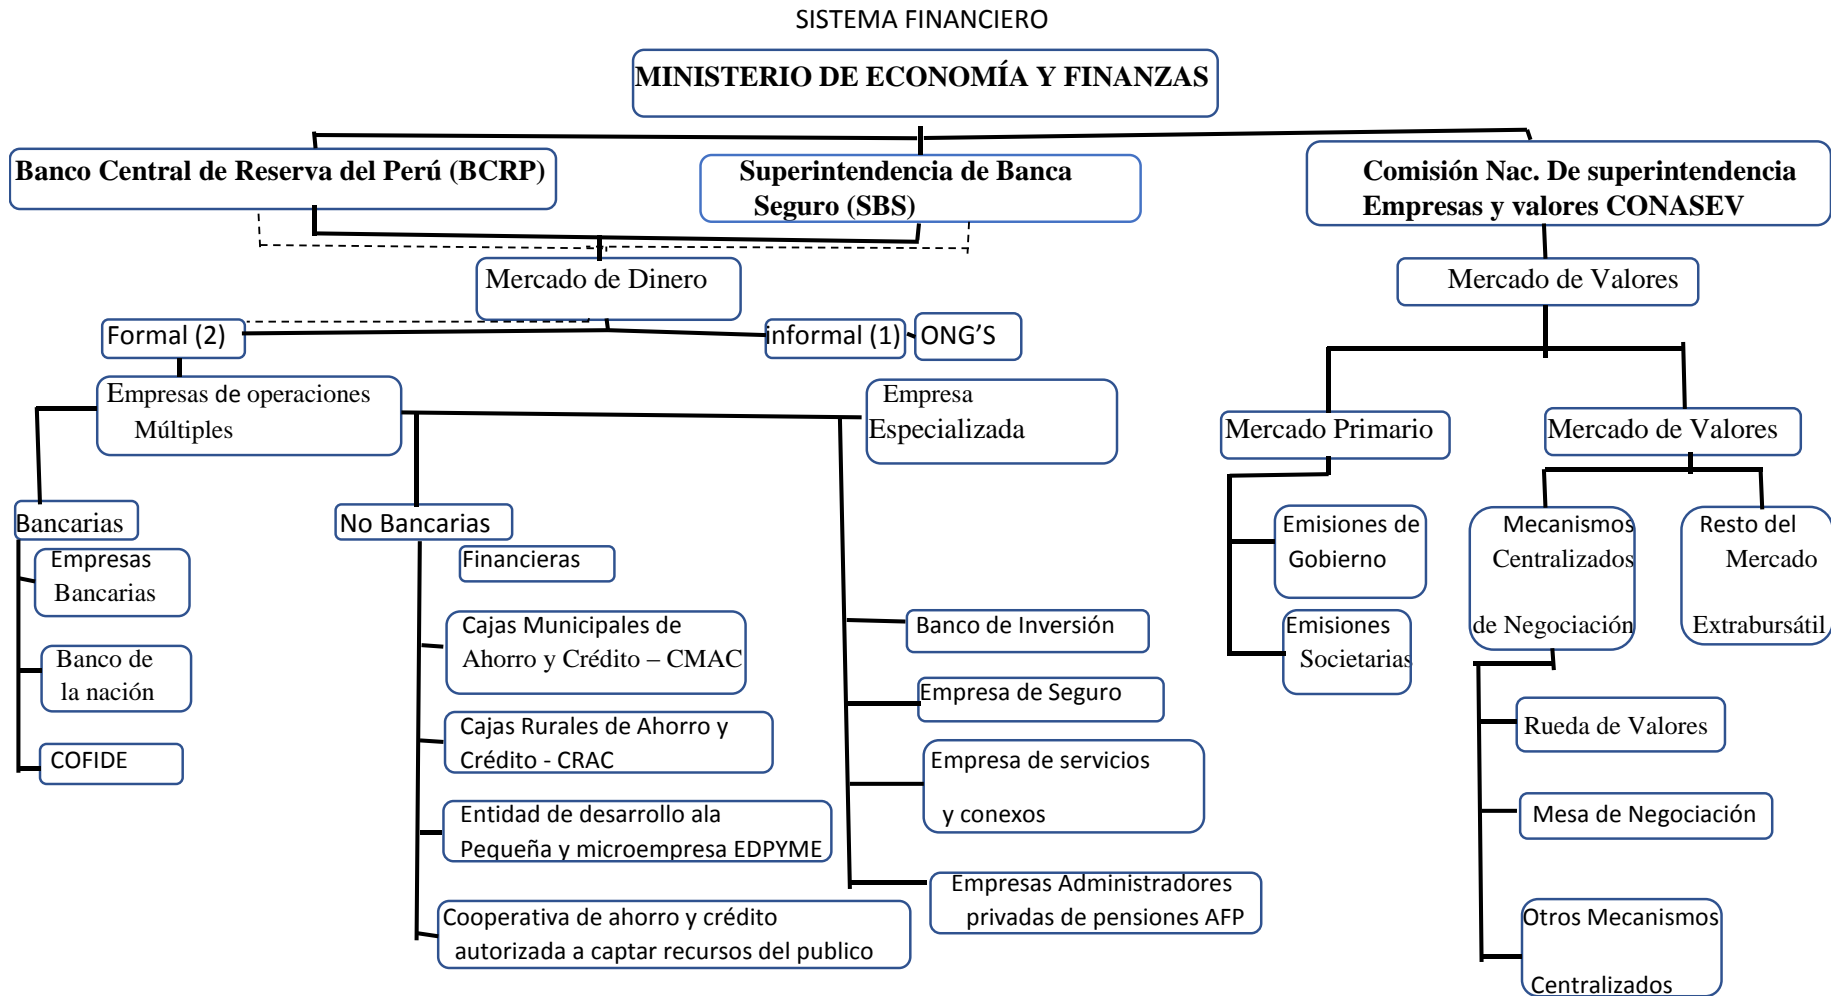 SISTEMA FINANCIERO
MINISTERIO DE ECONOMÍA Y FINANZAS
Banco Central de Reserva del Perú (BCRP)
Superintendencia de Banca
Seguro (SBS)
Comisión Nac. De superintendencia
Empresas y valores CONASEV
Mercado de Dinero
Mercado de Valores
Formal (2)
informal (1)
ONG’S
Empresas de operaciones
Múltiples
Empresa
Especializada
Mercado Primario
Mercado de Valores
Bancarias
Empresas
Bancarias
Banco de
la nación
COFIDE
No Bancarias
Financieras
Cajas Municipales de
Ahorro y Crédito – CMAC
Cajas Rurales de Ahorro y
Crédito - CRAC
Entidad de desarrollo ala
Pequeña y microempresa EDPYME
Cooperativa de ahorro y crédito
autorizada a captar recursos del publico
Banco de Inversión
Empresa de Seguro
Empresa de servicios
y conexos
Empresas Administradores
privadas de pensiones AFP
Emisiones de
Gobierno
Emisiones
Societarias
Mecanismos
Centralizados
de Negociación
Resto del
Mercado
Extrabursátil
Rueda de Valores
Mesa de Negociación
Otros Mecanismos
Centralizados